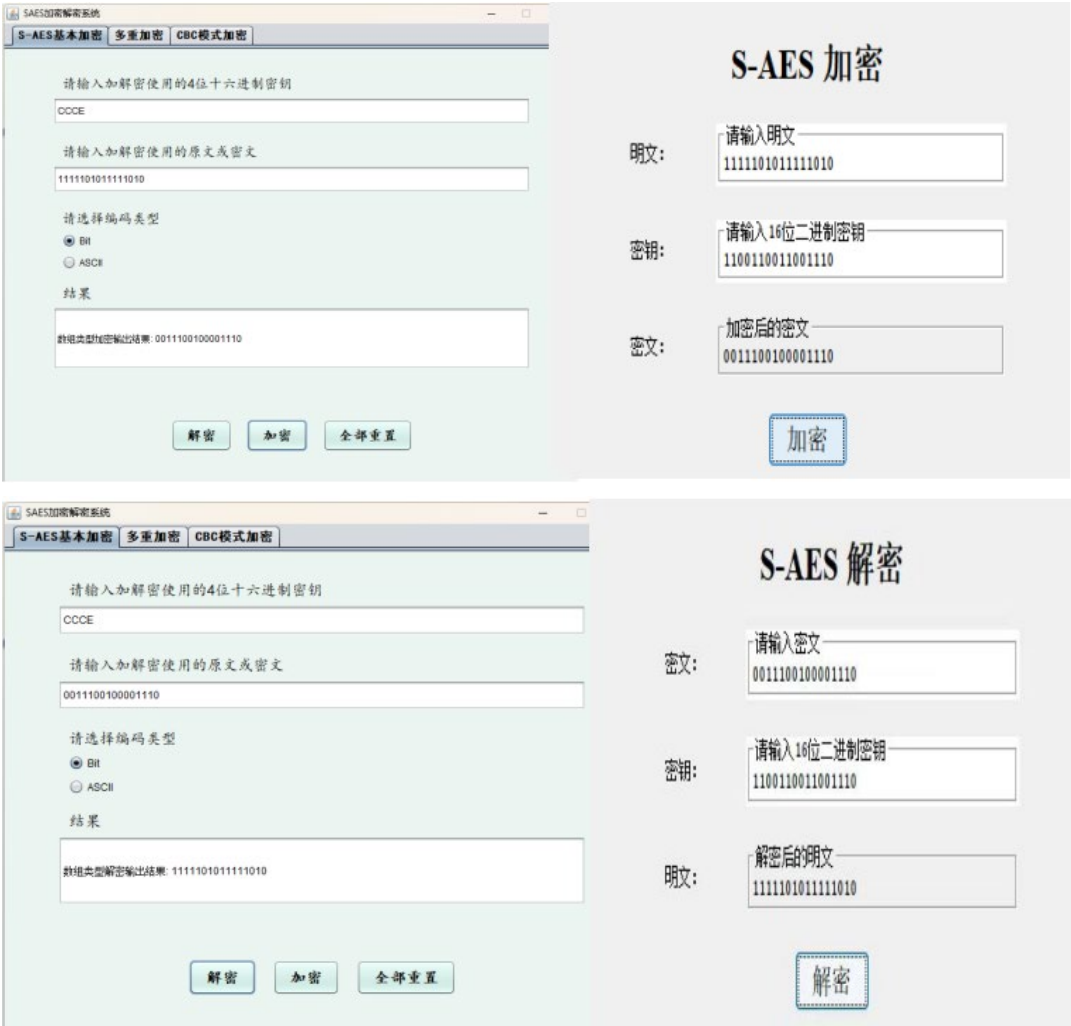 SAES加密解密系统
S-AES基本加密 多重加密 CBC模式加密
请输入加解密使用的4位十六进制密钥
CCCE
请输入加解密使用的原文或密文
1111101011111010
请选择编码类型
Bit
ASCII
结果
数组类型加密输出结果: 0011100100001110
解密 加密 全部重置
S-AES 加密
请输入明文
明文:
1111101011111010
请输入16位二进制密钥
密钥:
1100110011001110
加密后的密文
密文:
0011100100001110
加密
SAES加密解密系统
S-AES基本加密 多重加密 CBC模式加密
请输入加解密使用的4位十六进制密钥
CCCE
请输入加解密使用的原文或密文
0011100100001110
请选择编码类型
Bit
ASCII
结果
数组类型解密输出结果: 1111101011111010
解密 加密 全部重置
S-AES 解密
请输入密文
密文:
0011100100001110
请输入16位二进制密钥
密钥:
1100110011001110
解密后的明文
明文:
1111101011111010
解密